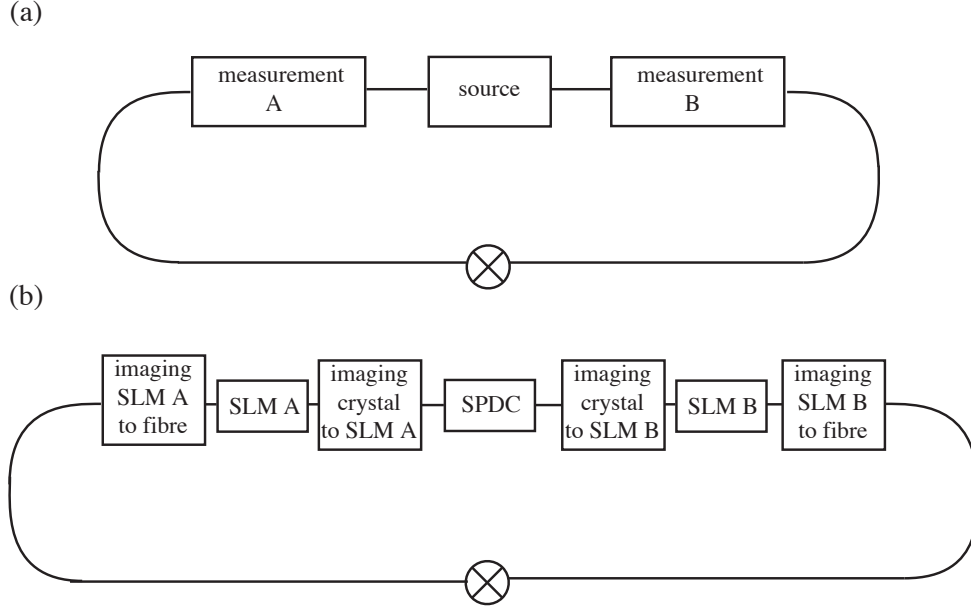 (a)
measurement
A
source
measurement
B
(b)
imaging
SLM A
to fibre
SLM A
imaging
crystal
to SLM A
SPDC
imaging
crystal
to SLM B
SLM B
imaging
SLM B
to fibre